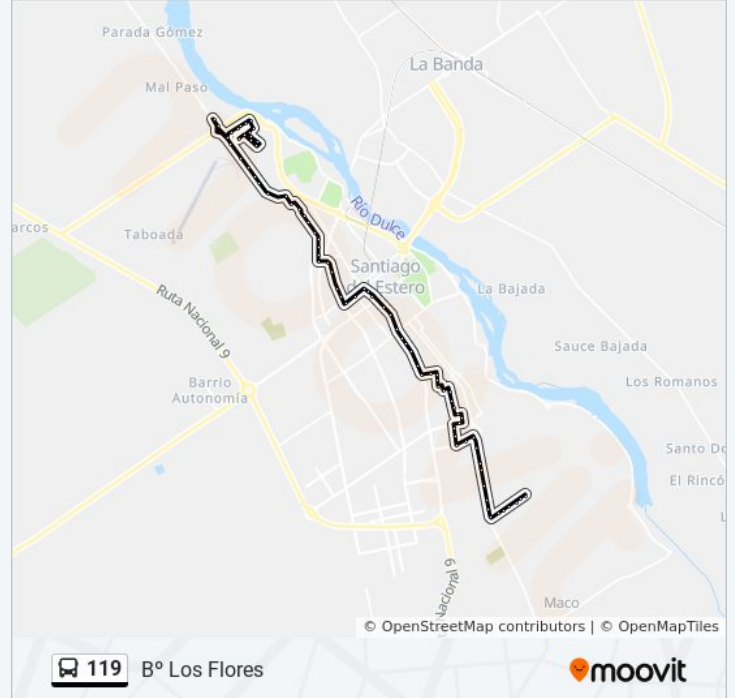 Parada Gómez
La Banda
Mal Paso
Río Dulce
arcos
Taboada
Santiago
del Estero
La Bajada
Ruta Nacional 9
Sauce Bajada
Barrio
Autonomía
Los Romanos
Santo Do
El Rincó
L
Nacional 9
Maco
© OpenStreetMap contributors | © OpenMapTiles
119 Bº Los Flores
moovit